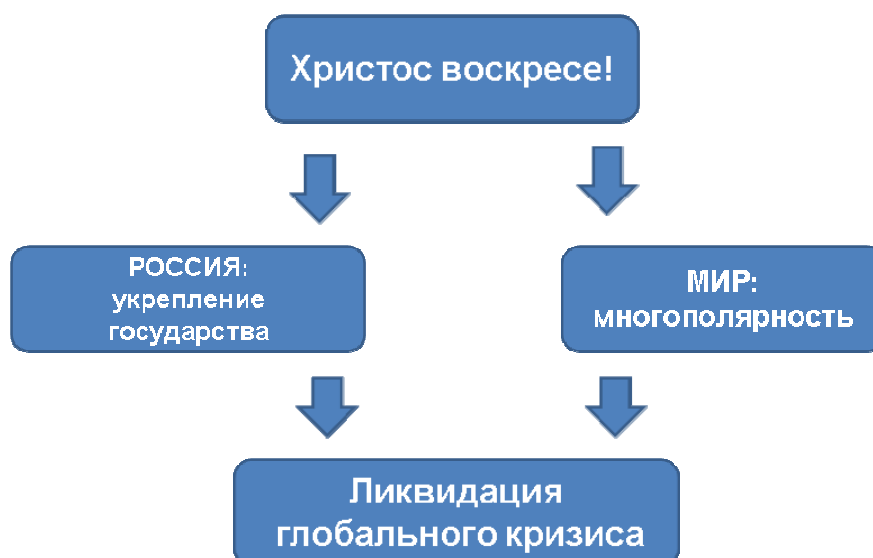 Христос воскресе!
РОССИЯ:
укрепление
государства
МИР:
многополярность
Ликвидация
глобального кризиса